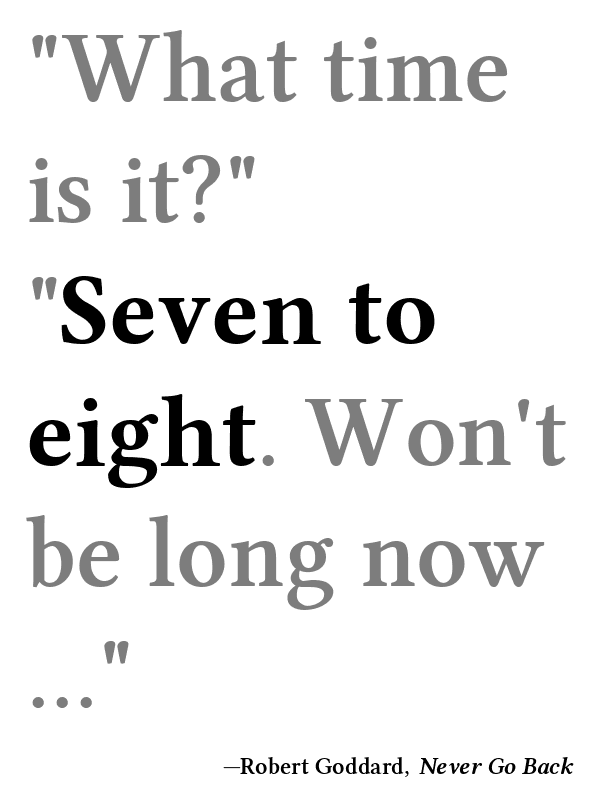 "What time
is it?"
"Seven to
eight. Won't
be long now
..."
—Robert Goddard, Never Go Back